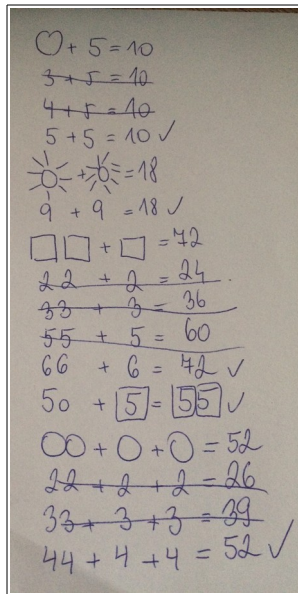 ♡ + 5 = 10
3 + 5 = 10
4 + 5 = 10
5 + 5 = 10 ✓
☼ + ☼ = 18
9 + 9 = 18 ✓
□□ + □ = 72
22 + 2 = 24
33 + 3 = 36
55 + 5 = 60
66 + 6 = 72 ✓
50 + 5 = 55 ✓
○○ + ○ + ○ = 52
22 + 2 + 2 = 26
33 + 3 + 3 = 39
44 + 4 + 4 = 52 ✓